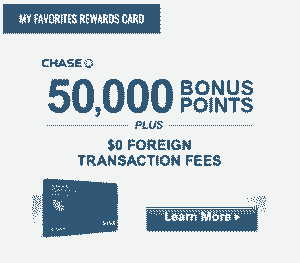 MY FAVORITES REWARDS CARD
CHASE
50,000 BONUS POINTS
PLUS
$0 FOREIGN
TRANSACTION FEES
Learn More